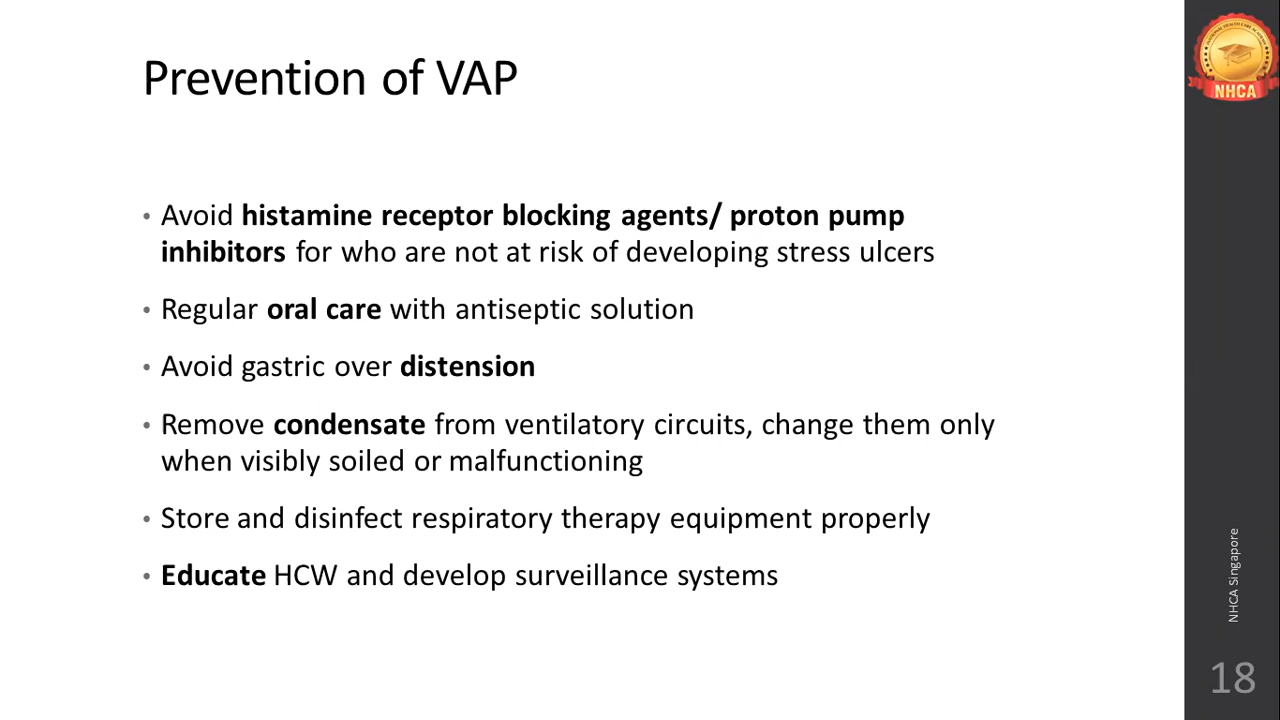 Prevention of VAP
• Avoid histamine receptor blocking agents/ proton pump
inhibitors for who are not at risk of developing stress ulcers
• Regular oral care with antiseptic solution
• Avoid gastric over distension
• Remove condensate from ventilatory circuits, change them only
when visibly soiled or malfunctioning
• Store and disinfect respiratory therapy equipment properly
• Educate HCW and develop surveillance systems
NHCA
NHCA Singapore
18